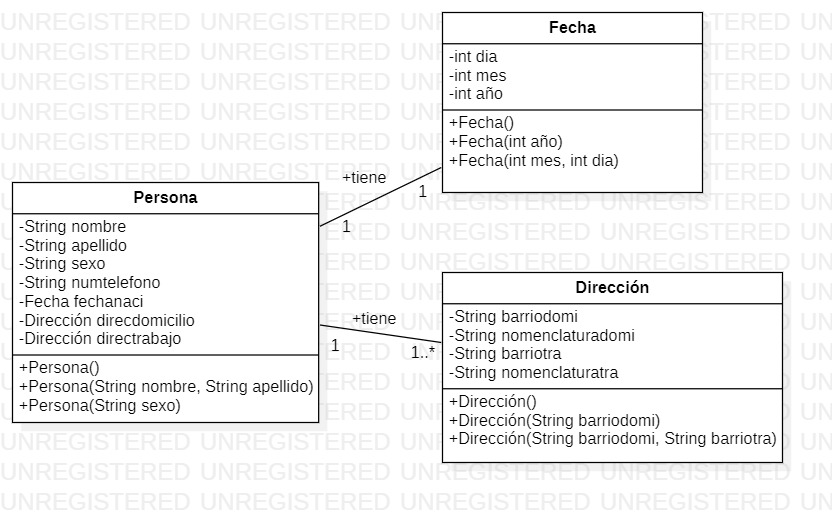 Fecha
-int dia
-int mes
-int año
+Fecha()
+Fecha(int año)
+Fecha(int mes, int dia)
+tiene
1
1
Persona
-String nombre
-String apellido
-String sexo
-String numtelefono
-Fecha fechanaci
-Dirección direcdomicilio
-Dirección directrabajo
+Persona()
+Persona(String nombre, String apellido)
+Persona(String sexo)
+tiene
1
1..*
Dirección
-String barriodomi
-String nomenclaturadomi
-String barriotra
-String nomenclaturatra
+Dirección()
+Dirección(String barriodomi)
+Dirección(String barriodomi, String barriotra)
UNREGISTERED UNREGISTERED UNREGISTERED UNREGISTERED UN